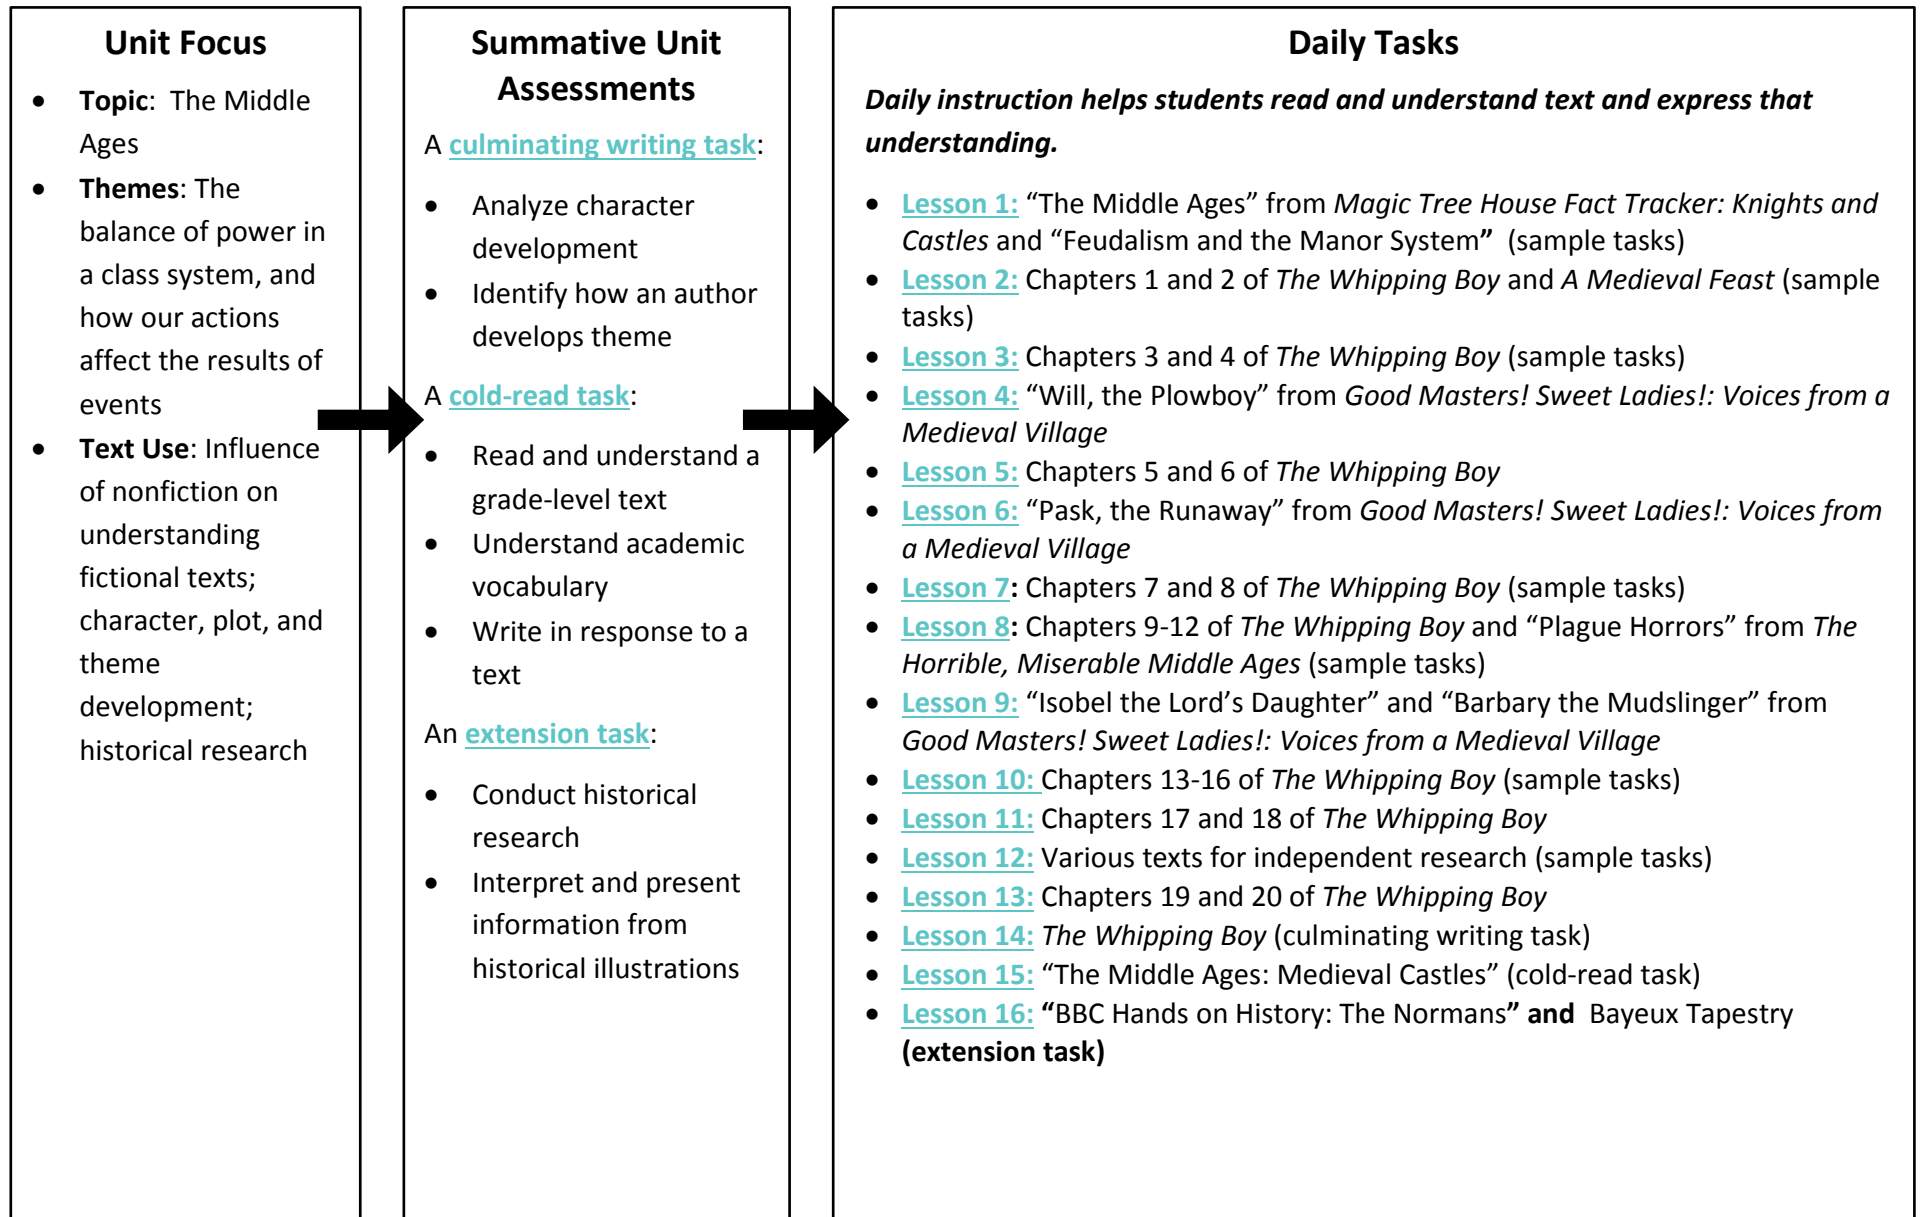 Unit Focus
• Topic:  The Middle
Ages
• Themes: The
balance of power in
a class system, and
how our actions
affect the results of
events
• Text Use: Influence
of nonfiction on
understanding
fictional texts;
character, plot, and
theme
development;
historical research
Summative Unit
Assessments
A culminating writing task:
• Analyze character
development
• Identify how an author
develops theme
A cold-read task:
• Read and understand a
grade-level text
• Understand academic
vocabulary
• Write in response to a
text
An extension task:
• Conduct historical
research
• Interpret and present
information from
historical illustrations
Daily Tasks
Daily instruction helps students read and understand text and express that
understanding.
• Lesson 1: “The Middle Ages” from Magic Tree House Fact Tracker: Knights and
Castles and “Feudalism and the Manor System”  (sample tasks)
• Lesson 2: Chapters 1 and 2 of The Whipping Boy and A Medieval Feast (sample
tasks)
• Lesson 3: Chapters 3 and 4 of The Whipping Boy (sample tasks)
• Lesson 4: “Will, the Plowboy” from Good Masters! Sweet Ladies!: Voices from a
Medieval Village
• Lesson 5: Chapters 5 and 6 of The Whipping Boy
• Lesson 6: “Pask, the Runaway” from Good Masters! Sweet Ladies!: Voices from
a Medieval Village
• Lesson 7: Chapters 7 and 8 of The Whipping Boy (sample tasks)
• Lesson 8: Chapters 9-12 of The Whipping Boy and “Plague Horrors” from The
Horrible, Miserable Middle Ages (sample tasks)
• Lesson 9: “Isobel the Lord’s Daughter” and “Barbary the Mudslinger” from
Good Masters! Sweet Ladies!: Voices from a Medieval Village
• Lesson 10: Chapters 13-16 of The Whipping Boy (sample tasks)
• Lesson 11: Chapters 17 and 18 of The Whipping Boy
• Lesson 12: Various texts for independent research (sample tasks)
• Lesson 13: Chapters 19 and 20 of The Whipping Boy
• Lesson 14: The Whipping Boy (culminating writing task)
• Lesson 15: “The Middle Ages: Medieval Castles” (cold-read task)
• Lesson 16: “BBC Hands on History: The Normans” and  Bayeux Tapestry
(extension task)